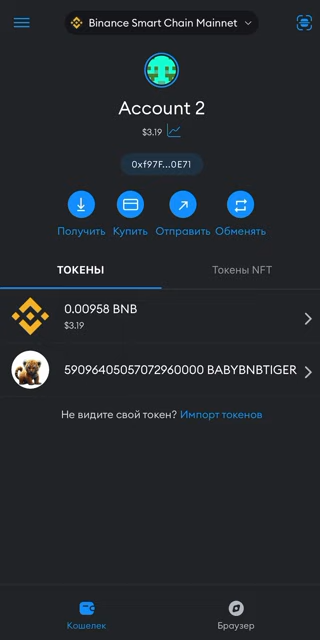 Binance Smart Chain Mainnet
Account 2
$3.19
0xf97F...0E71
Получить Купить Отправить Обменять
ТОКЕНЫ Токены NFT
0.00958 BNB
$3.19
59096405057072960000 BABYBNBTIGER
Не видите свой токен? Импорт токенов
Кошелек Браузер